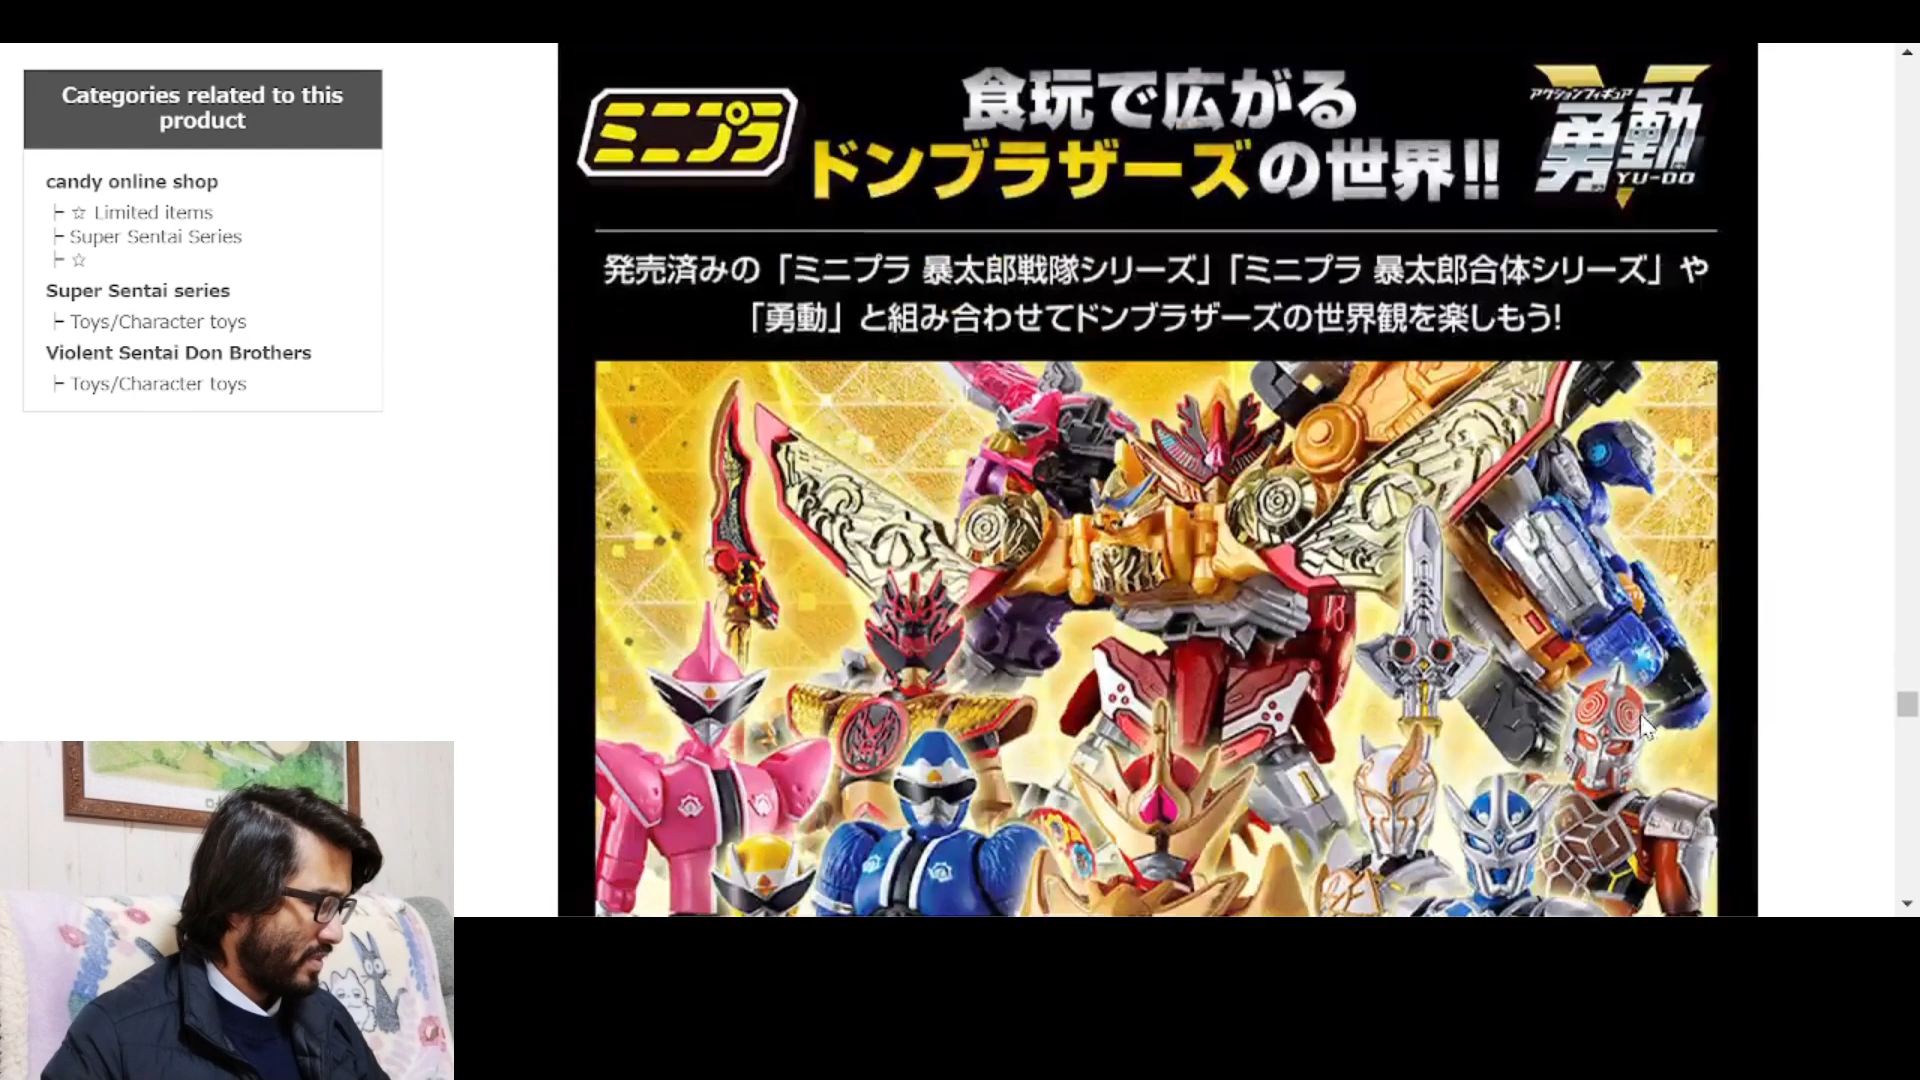 Categories related to this
product
candy online shop
├ ☆ Limited items
├ Super Sentai Series
├ ☆
Super Sentai series
├ Toys/Character toys
Violent Sentai Don Brothers
├ Toys/Character toys
ミニプラ
食玩で広がる
ドンブラザーズの世界!!
アクションフィギュア
勇動
YU-DO
発売済みの「ミニプラ 暴太郎戦隊シリーズ」「ミニプラ 暴太郎合体シリーズ」や
「勇動」と組み合わせてドンブラザーズの世界観を楽しもう!